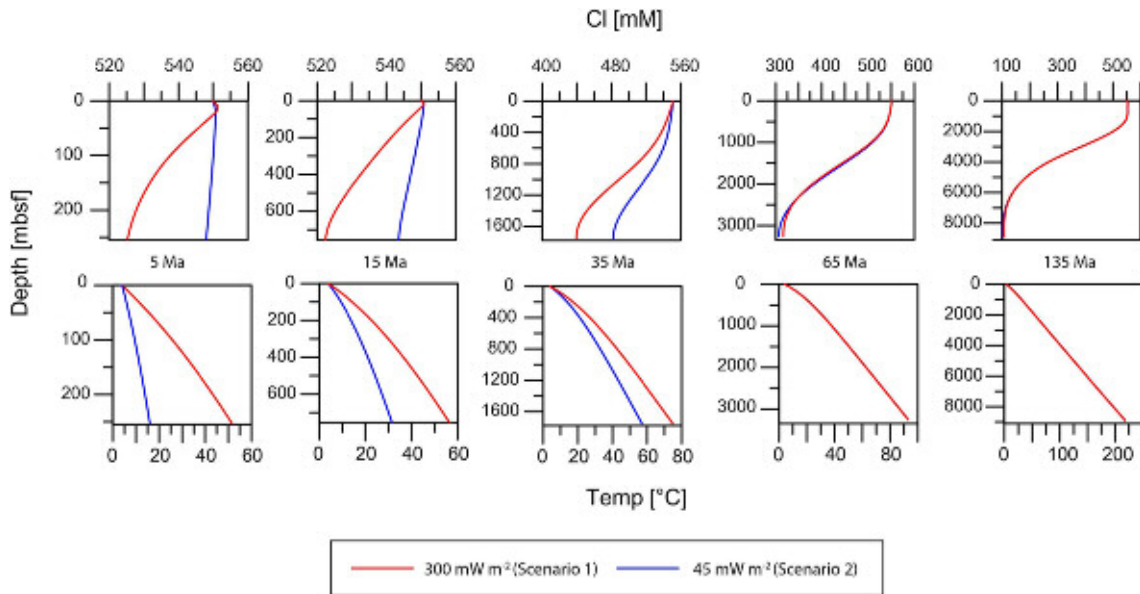 Cl [mM]
520 540 560 520 540 560 400 480 560 300 400 500 600 100 300 500
0 0 0 0 0
100 200 400 1000 2000
200 400 800 2000 4000
600 1200 3000 6000
1600 8000
Depth [mbsf]
5 Ma 15 Ma 35 Ma 65 Ma 135 Ma
0 0 0 0 0
100 200 400 1000 2000
200 400 800 2000 4000
600 1200 3000 6000
1600 8000
0 20 40 60 0 20 40 60 0 20 40 60 80 0 40 80 0 100 200
Temp [°C]
300 mW m-2 (Scenario 1) 45 mW m-2 (Scenario 2)